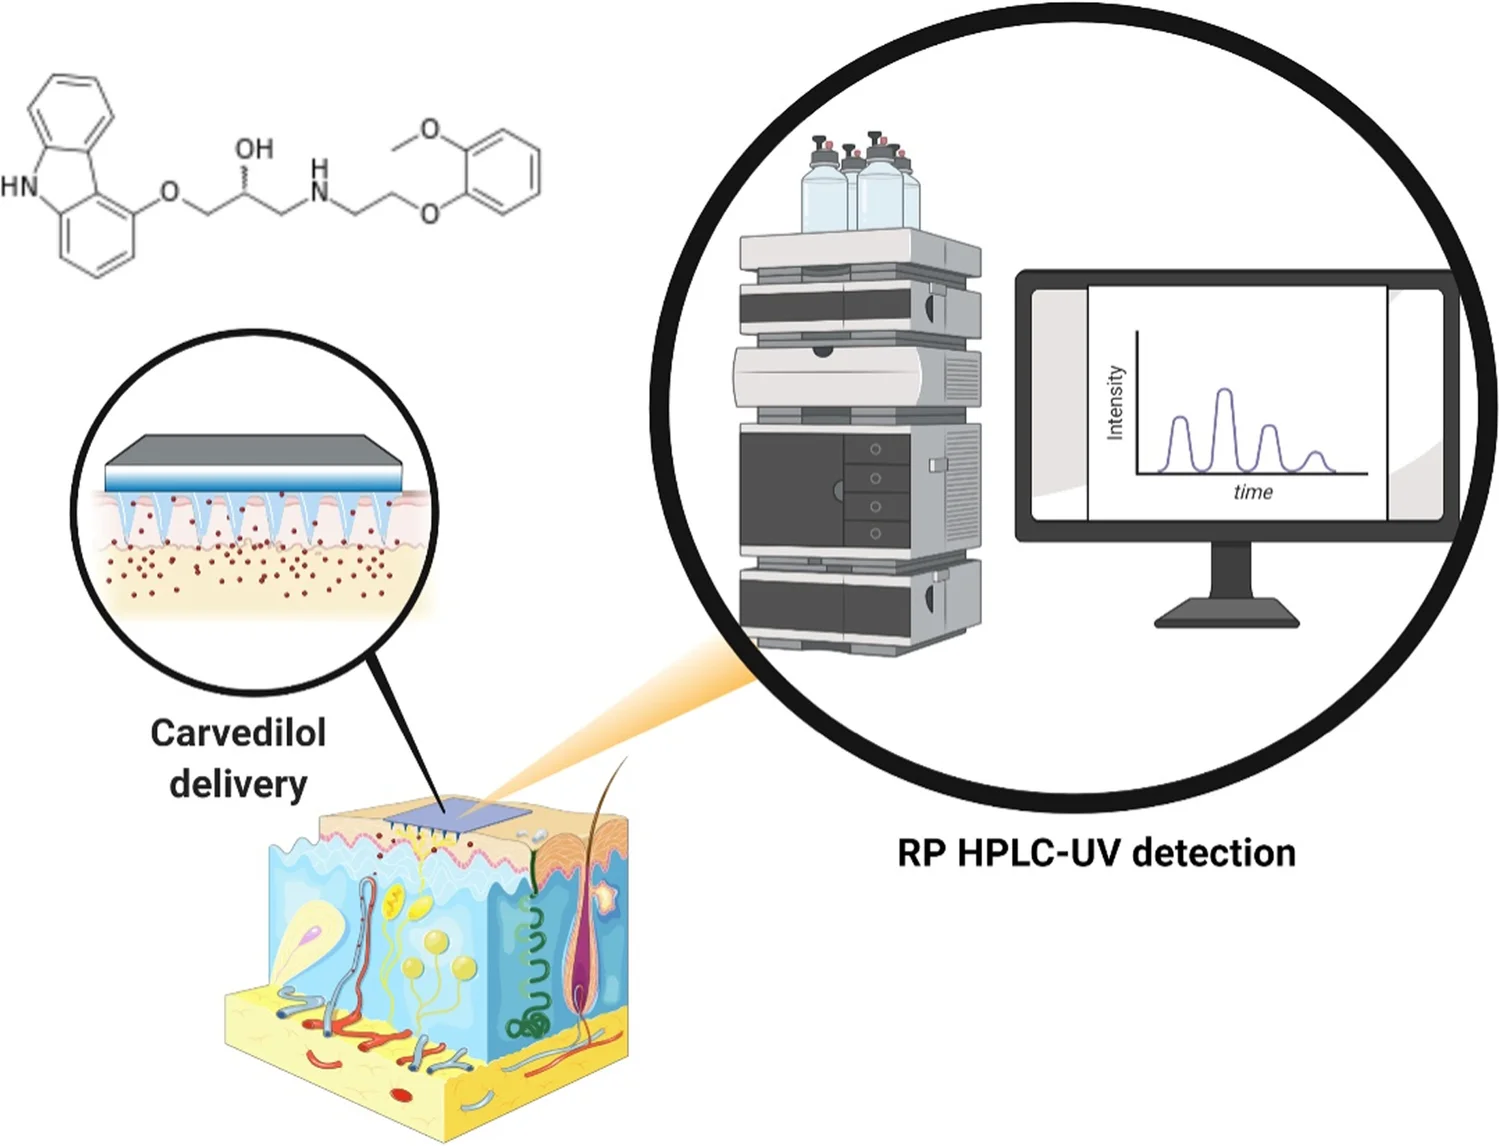 OH
O
HN
O
H
N
O
Intensity
time
Carvedilol
delivery
RP HPLC-UV detection